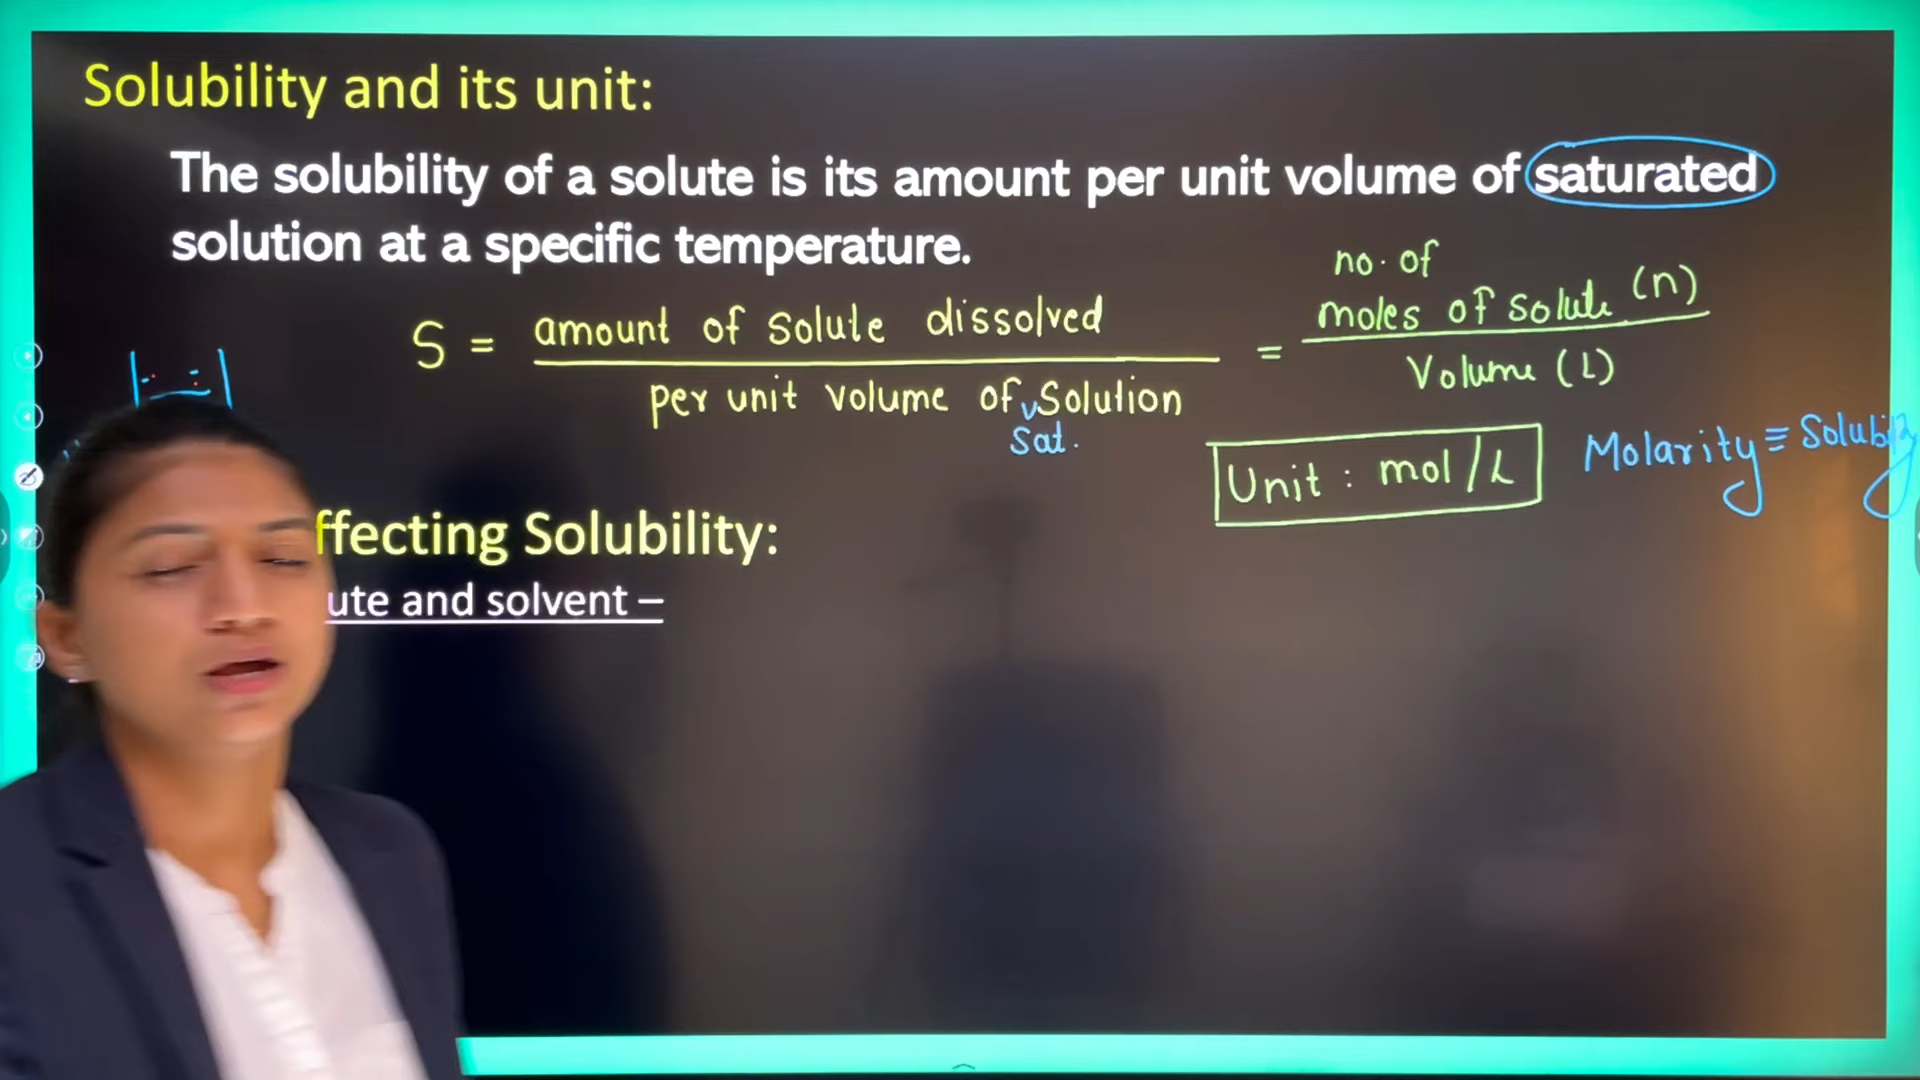 Solubility and its unit:
The solubility of a solute is its amount per unit volume of saturated
solution at a specific temperature.
S = amount of solute dissolved
per unit volume of solution
Sat.
= no. of
moles of solute (n)
Volume (L)
Unit : mol/L
Molarity ≡
ffecting Solubility:
ute and solvent –